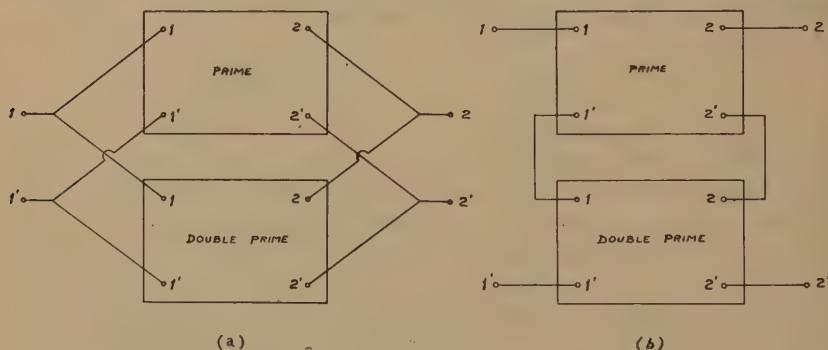 1 2 1 1 2 2
PRIME PRIME
1' 2' 1' 2'
1 2
1 2 1 2
1' 2'
DOUBLE PRIME DOUBLE PRIME
1' 2' 1' 1' 2' 2'
(a) (b)